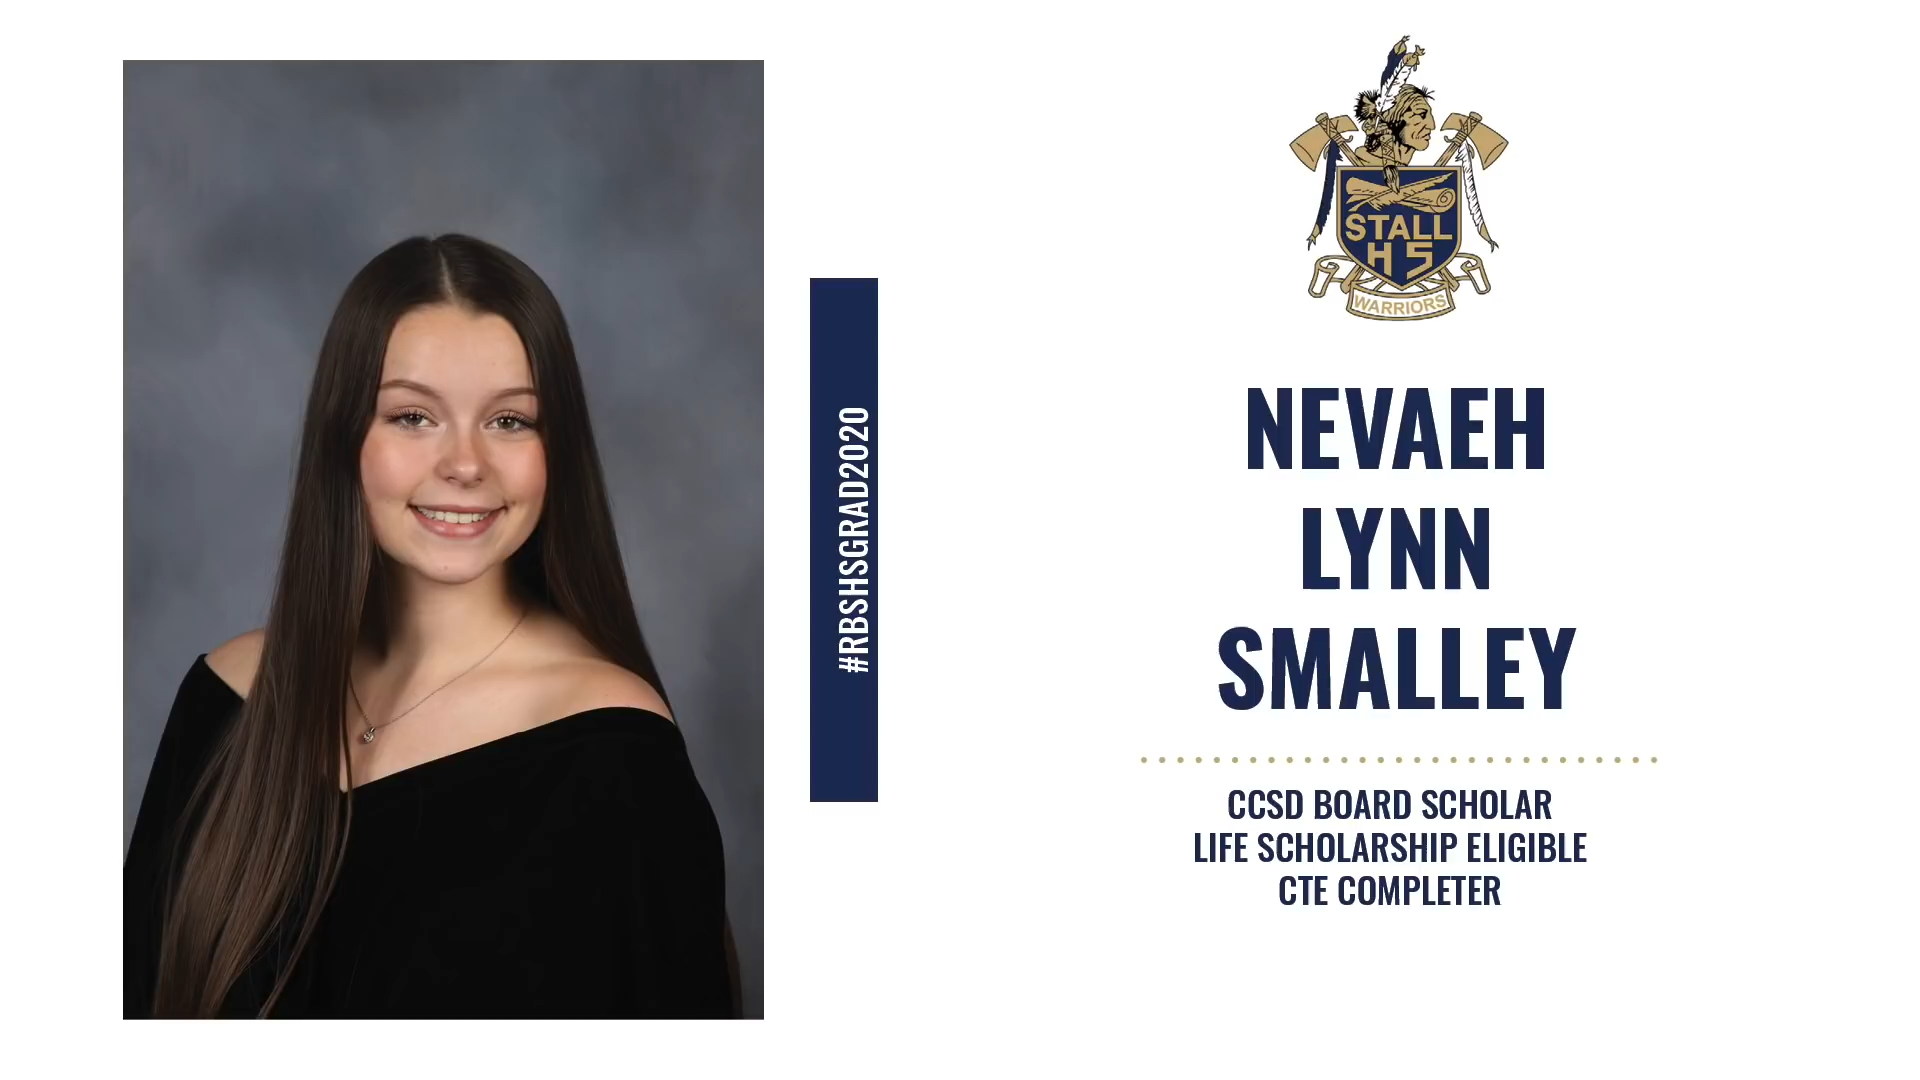 STALL
HS
WARRIORS
#RBSHSGRAD2020
NEVAEH
LYNN
SMALLEY
CCSD BOARD SCHOLAR
LIFE SCHOLARSHIP ELIGIBLE
CTE COMPLETER